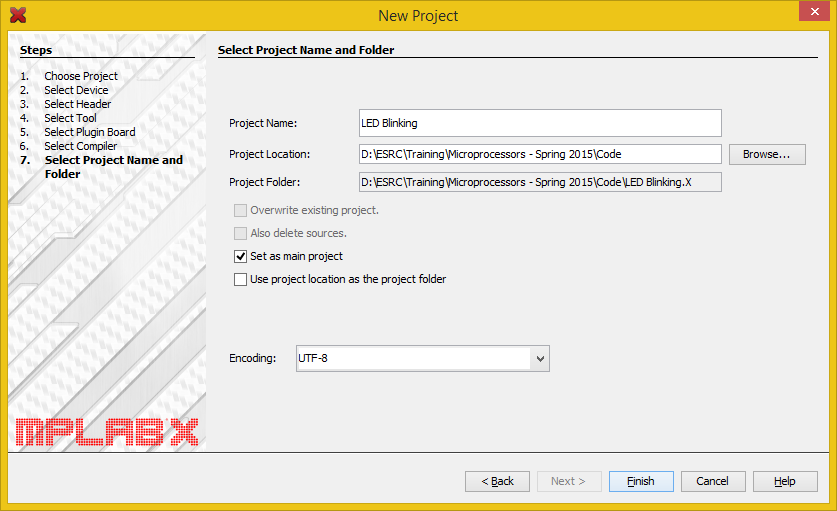 New Project
Steps
1. Choose Project
2. Select Device
3. Select Header
4. Select Tool
5. Select Plugin Board
6. Select Compiler
7. Select Project Name and
Folder
MPLAB X
Select Project Name and Folder
Project Name: LED Blinking
Project Location: D:\ESRC\Training\Microprocessors - Spring 2015\Code Browse...
Project Folder: D:\ESRC\Training\Microprocessors - Spring 2015\Code\LED Blinking.X
Overwrite existing project.
Also delete sources.
Set as main project
Use project location as the project folder
Encoding: UTF-8
< Back Next > Finish Cancel Help